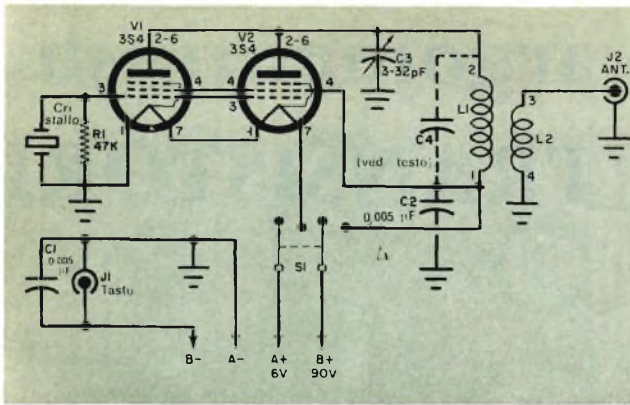 V1
3S4
2-6
V2
3S4
2-6
C3
3-32pF
J2
ANT.
3
4
3
4
2
3
Cri
stallo
R1
47K
1
7
1
7
C4
L1
L2
(ved testo)
1
4
C2
0,005 µF
C1
0.005
µF
J1
Tasto
S1
B-
A-
A+
6V
B+
90V